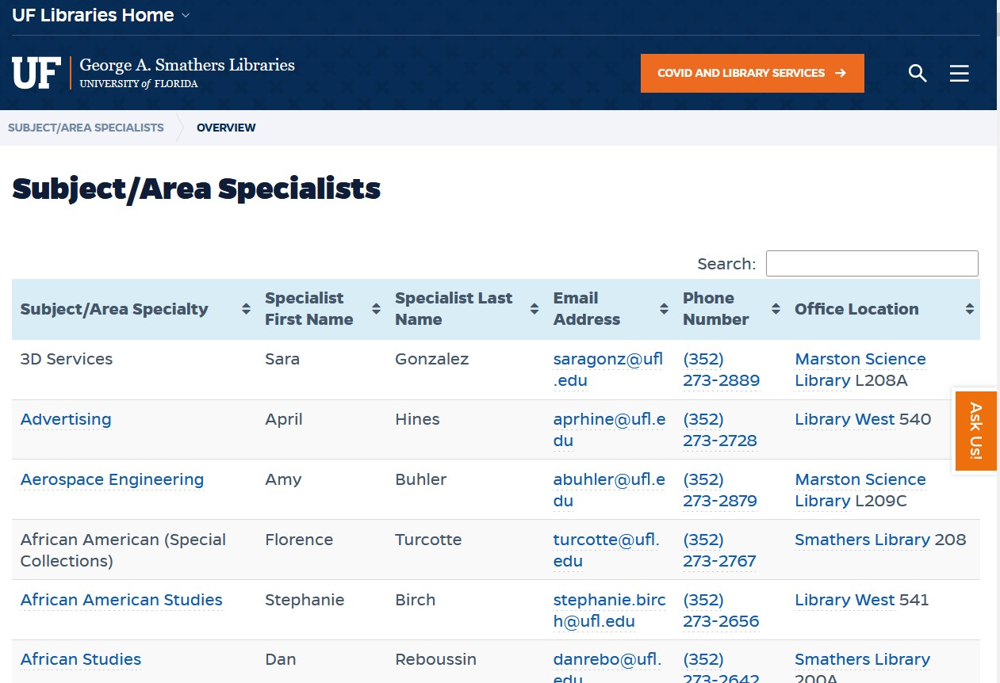 UF Libraries Home
UF George A. Smathers Libraries
UNIVERSITY of FLORIDA
COVID AND LIBRARY SERVICES
SUBJECT/AREA SPECIALISTS OVERVIEW
Subject/Area Specialists
Search:
Subject/Area Specialty Specialist First Name Specialist Last Name Email Address Phone Number Office Location
3D Services Sara Gonzalez saragonz@ufl.edu (352) 273-2889 Marston Science Library L208A
Advertising April Hines aprhine@ufl.edu (352) 273-2728 Library West 540
Ask Us!
Aerospace Engineering Amy Buhler abuhler@ufl.edu (352) 273-2879 Marston Science Library L209C
African American (Special Collections) Florence Turcotte turcotte@ufl.edu (352) 273-2767 Smathers Library 208
African American Studies Stephanie Birch stephanie.birch@ufl.edu (352) 273-2656 Library West 541
African Studies Dan Reboussin danrebo@ufl.edu (352) 273-2642 Smathers Library 200A